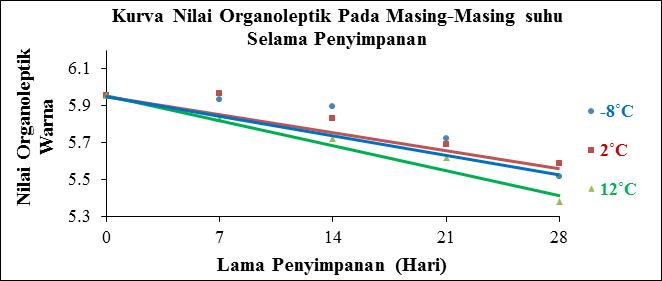 Kurva Nilai Organoleptik Pada Masing-Masing suhu
Selama Penyimpanan
Nilai Organoleptik
Warna
6.1
5.9
5.7
5.5
5.3
0 7 14 21 28
Lama Penyimpanan (Hari)
-8˚C
2˚C
12˚C